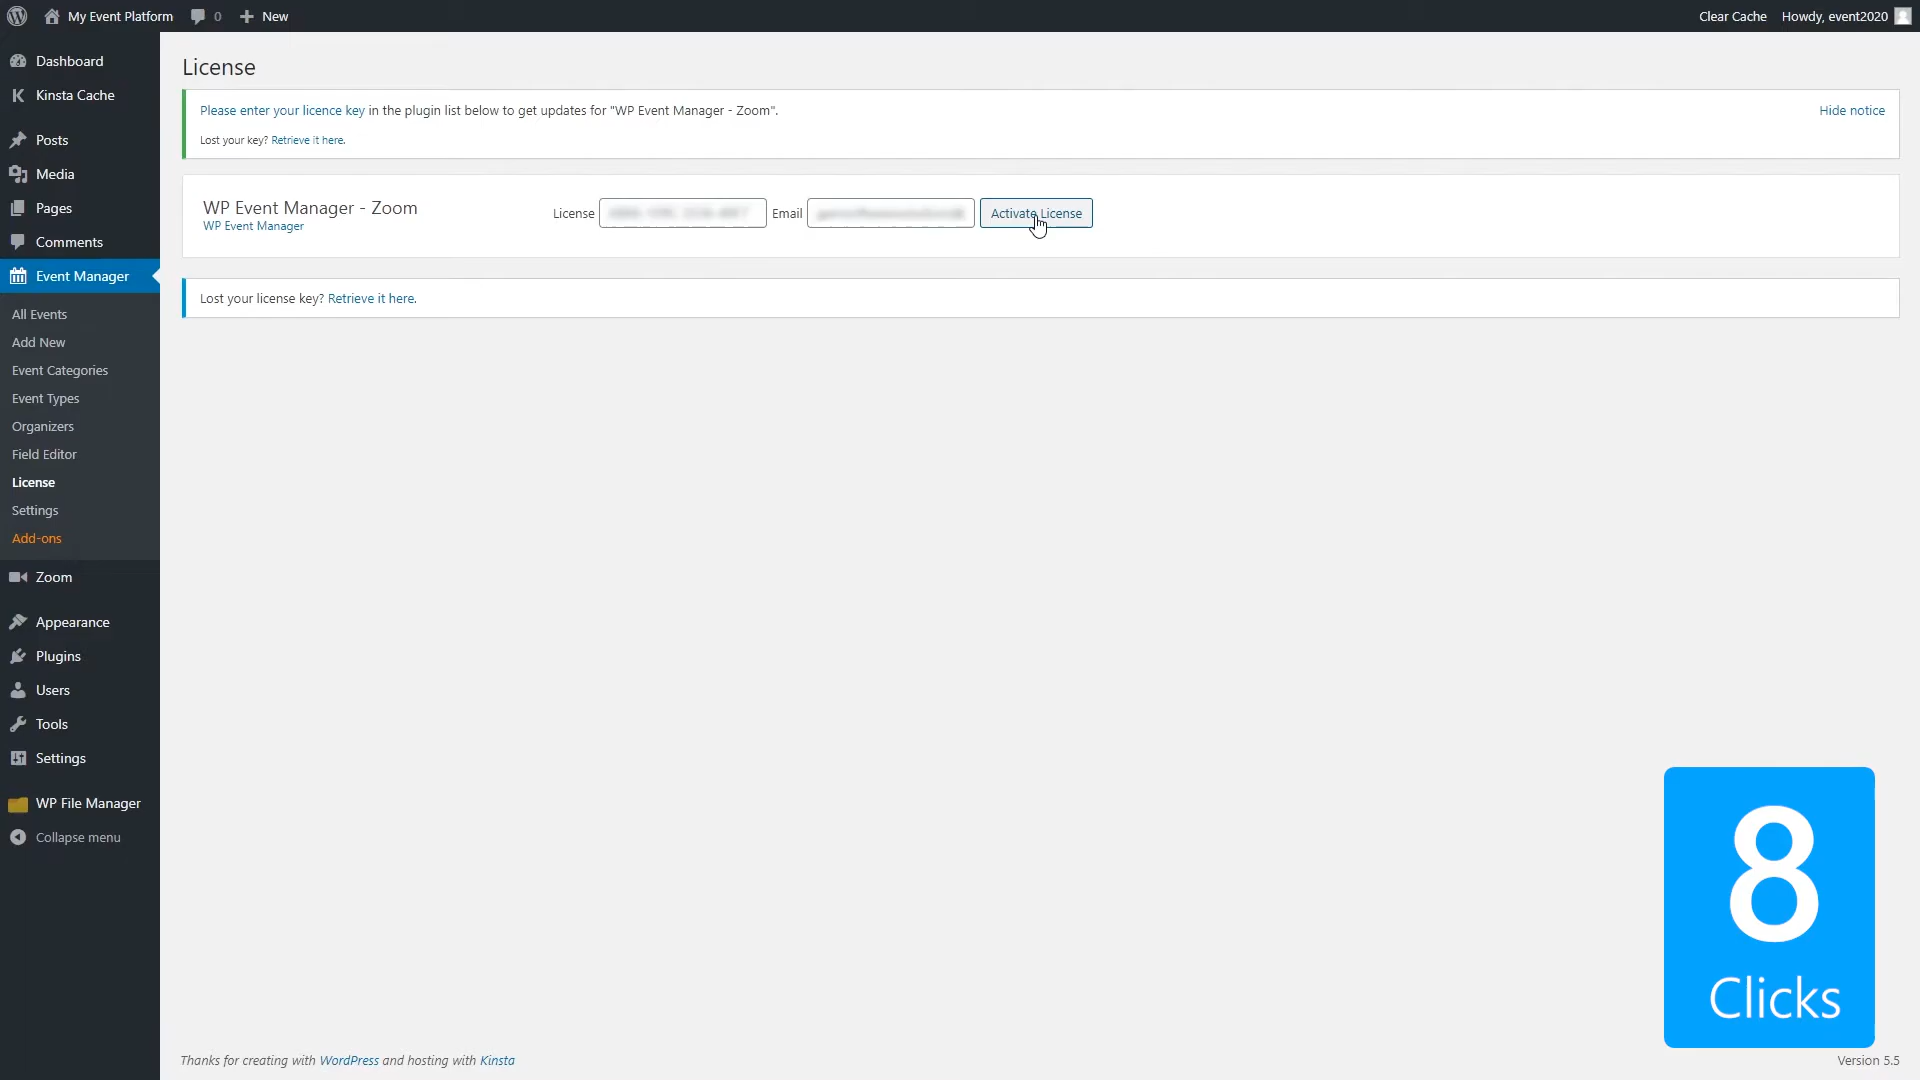 My Event Platform
0
New
Clear Cache
Howdy, event2020
Dashboard
Kinsta Cache
Posts
Media
Pages
Comments
Event Manager
All Events
Add New
Event Categories
Event Types
Organizers
Field Editor
License
Settings
Add-ons
Zoom
Appearance
Plugins
Users
Tools
Settings
WP File Manager
Collapse menu
License
Please enter your licence key in the plugin list below to get updates for "WP Event Manager - Zoom".
Hide notice
Lost your key? Retrieve it here.
WP Event Manager - Zoom
WP Event Manager
License
Email
Activate License
Lost your license key? Retrieve it here.
8
Clicks
Thanks for creating with WordPress and hosting with Kinsta
Version 5.5